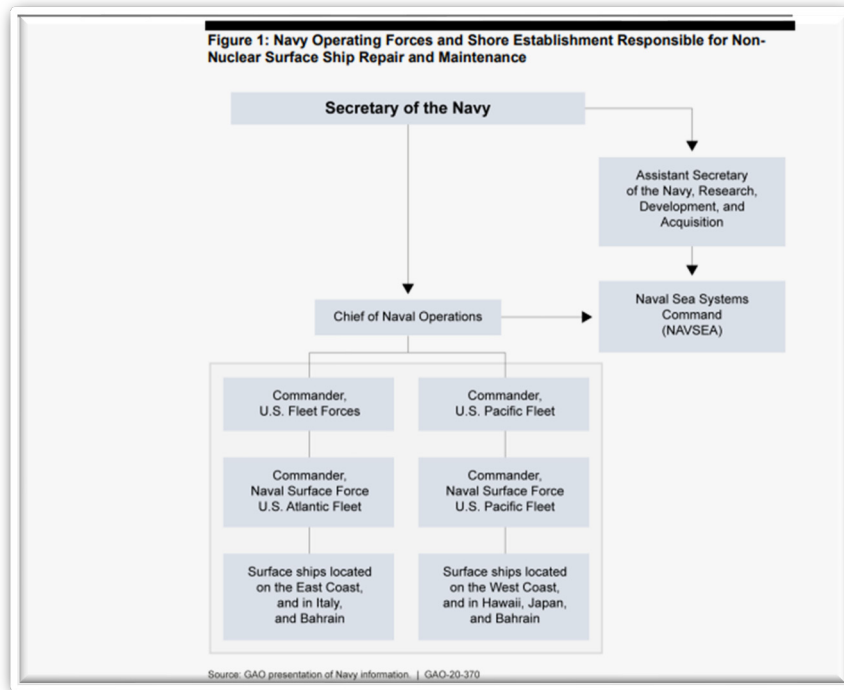 Figure 1: Navy Operating Forces and Shore Establishment Responsible for Non-
Nuclear Surface Ship Repair and Maintenance
Secretary of the Navy
Assistant Secretary
of the Navy, Research,
Development, and
Acquisition
Chief of Naval Operations
Naval Sea Systems
Command
(NAVSEA)
Commander,
U.S. Fleet Forces
Commander,
U.S. Pacific Fleet
Commander,
Naval Surface Force
U.S. Atlantic Fleet
Commander,
Naval Surface Force
U.S. Pacific Fleet
Surface ships located
on the East Coast,
and in Italy,
and Bahrain
Surface ships located
on the West Coast,
and in Hawaii, Japan,
and Bahrain
Source: GAO presentation of Navy information. | GAO-20-370